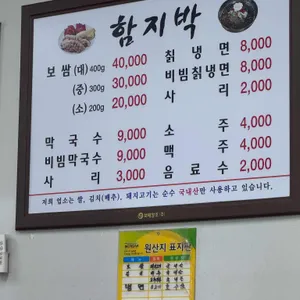 함지박
보쌈 (대) 400g 40,000
(중) 300g 30,000
(소) 200g 20,000
막국수 9,000
비빔막국수 9,000
사리 3,000
칡냉면 8,000
비빔칡냉면 8,000
사리 2,000
소주 4,000
맥주 4,000
음료수 2,000
저희 업소는 쌀, 김치(배추), 돼지고기는 순수 국내산만 사용하고 있습니다.
원산지 표지판
냉면